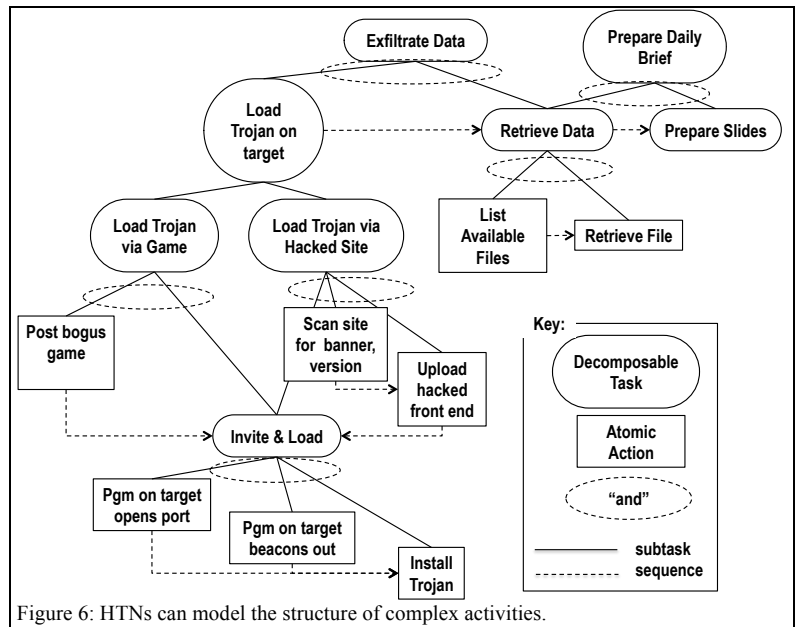 Exfiltrate Data
Prepare Daily
Brief
Load
Trojan on
target
Retrieve Data
Prepare Slides
Load Trojan
via Game
Load Trojan via
Hacked Site
List
Available
Files
Retrieve File
Post bogus
game
Scan site
for banner,
version
Upload
hacked
front end
Invite & Load
Pgm on target
opens port
Pgm on target
beacons out
Install
Trojan
Key:
Decomposable
Task
Atomic
Action
“and”
subtask
sequence
Figure 6: HTNs can model the structure of complex activities.